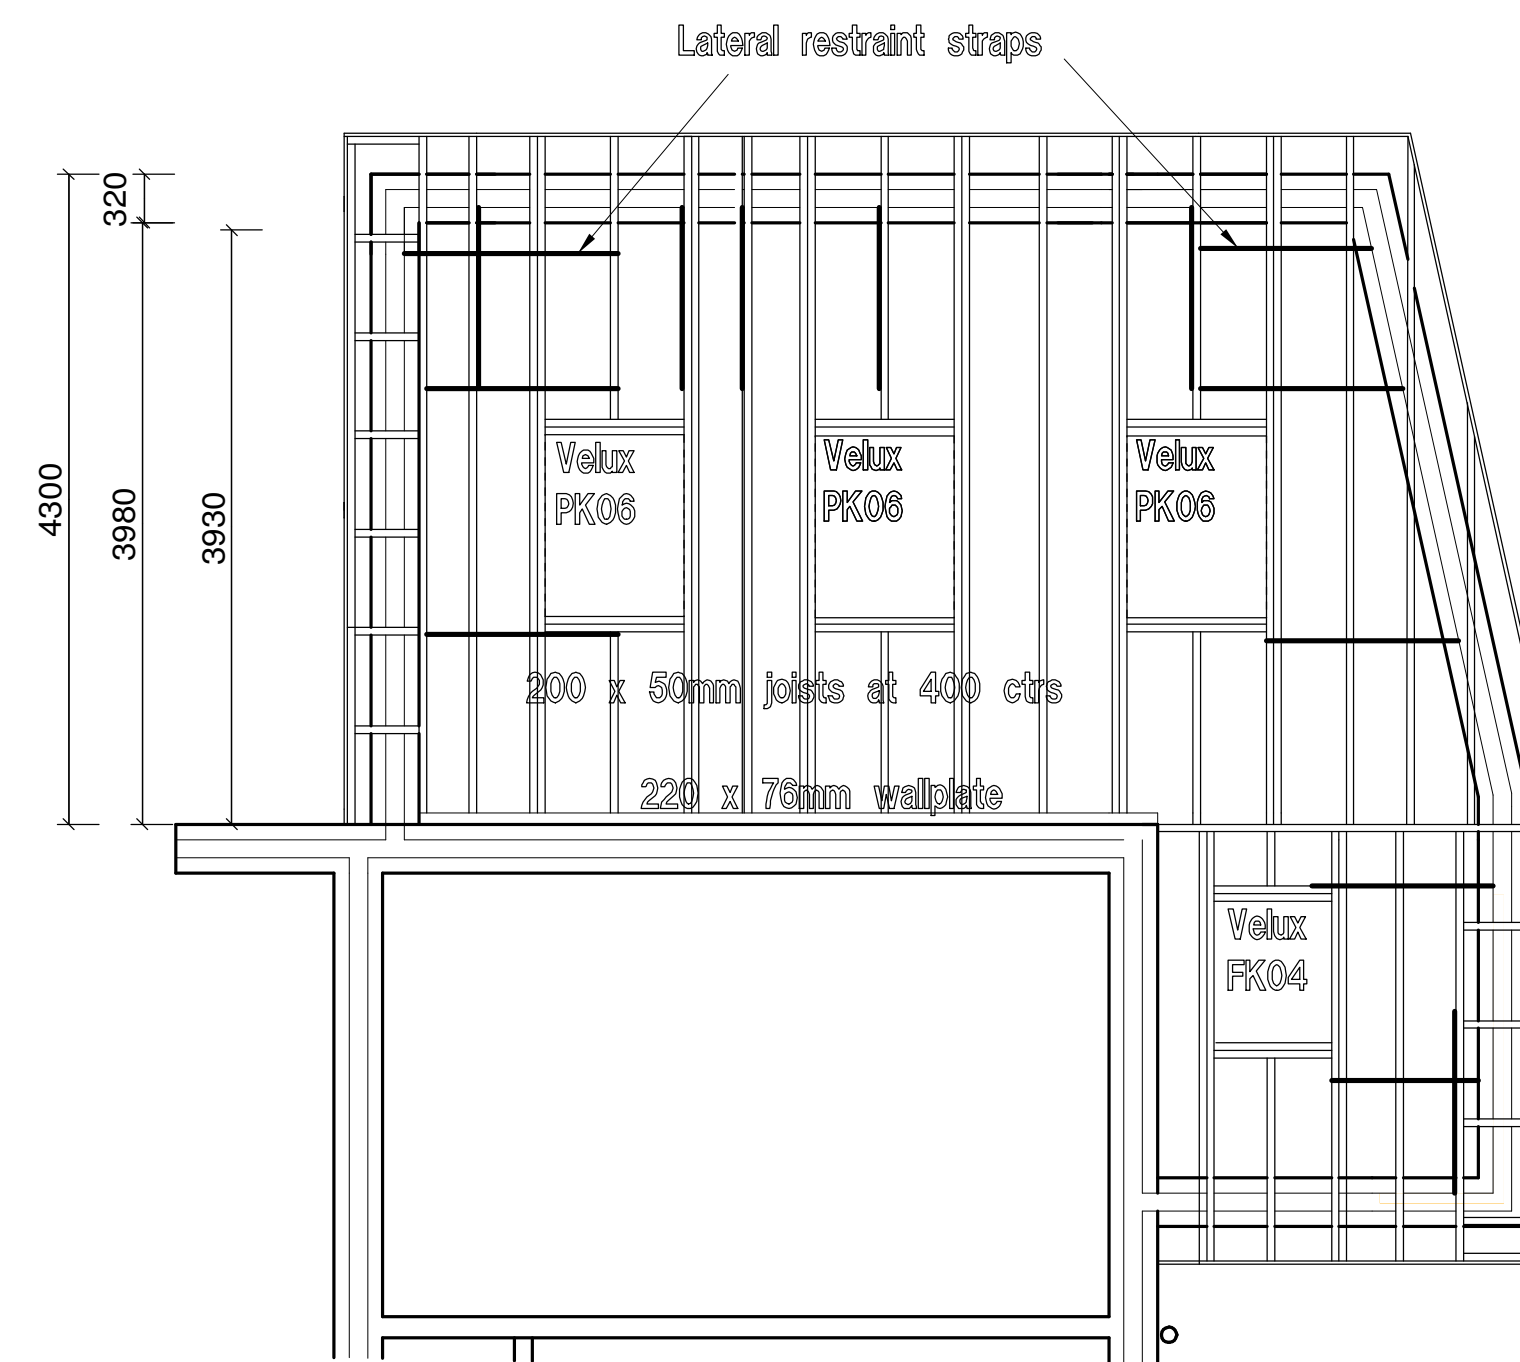 Lateral restraint straps
320
4300
3980
3930
Velux
PK06
Velux
PK06
Velux
PK06
200 x 50mm joists at 400 ctrs
220 x 76mm wallplate
Velux
FK04